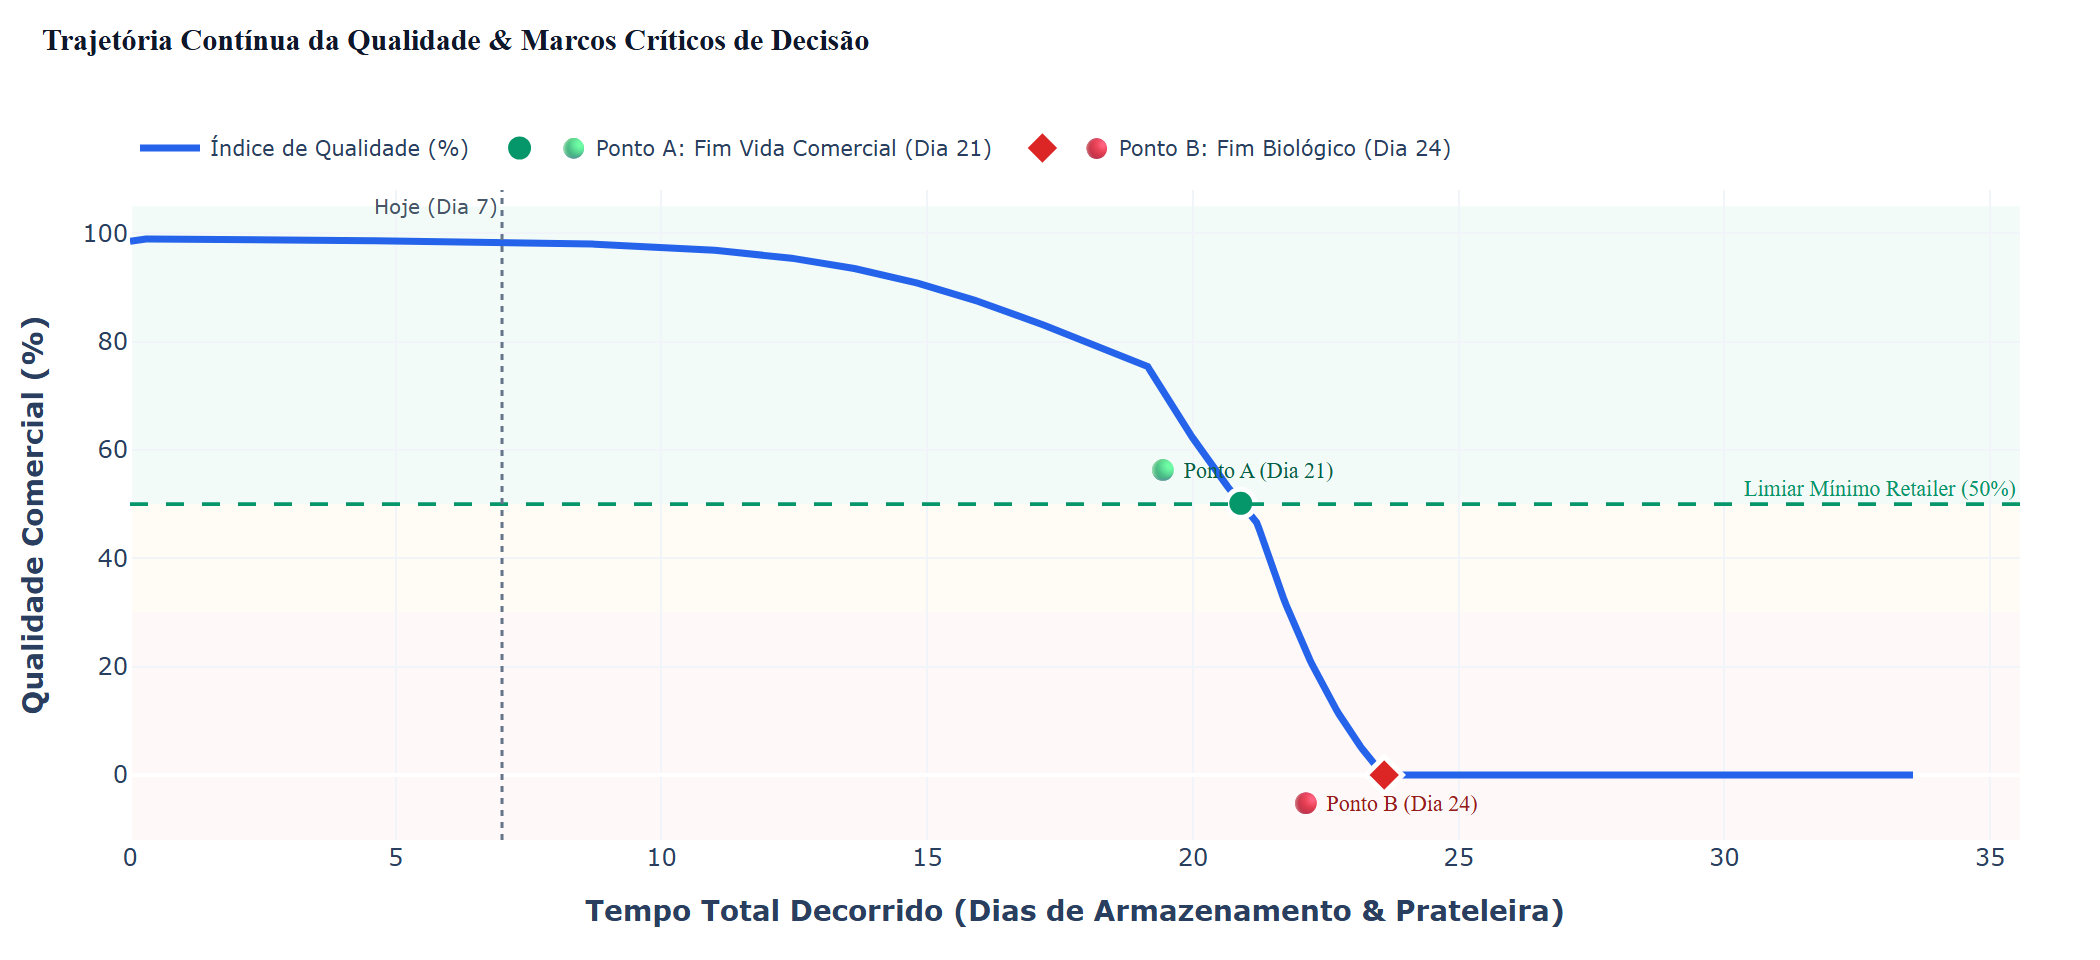 Trajetória Contínua da Qualidade & Marcos Críticos de Decisão
Índice de Qualidade (%)
Ponto A: Fim Vida Comercial (Dia 21)
Ponto B: Fim Biológico (Dia 24)
Hoje (Dia 7)
100
80
60
40
20
0
Qualidade Comercial (%)
Ponto A (Dia 21)
Limiar Mínimo Retailer (50%)
Ponto B (Dia 24)
0 5 10 15 20 25 30 35
Tempo Total Decorrido (Dias de Armazenamento & Prateleira)